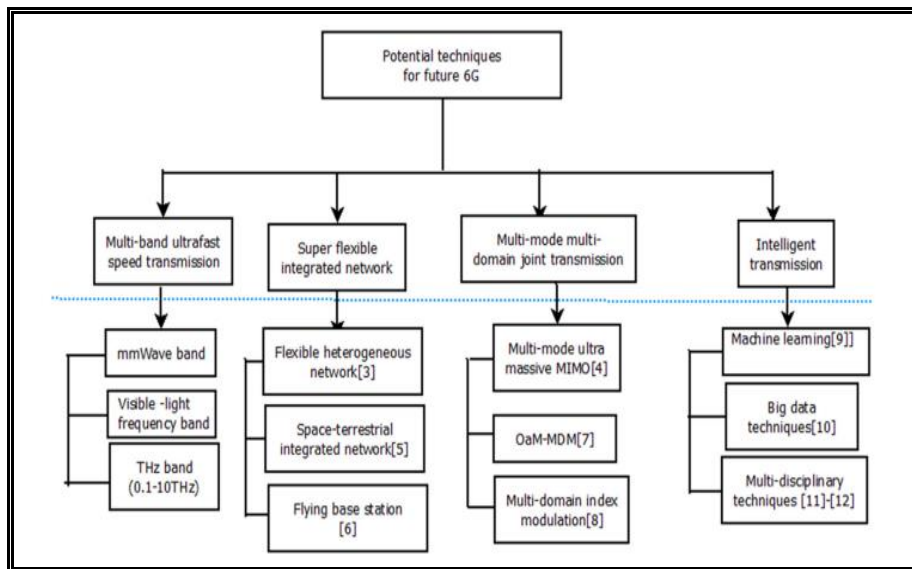 Potential techniques
for future 6G
Multi-band ultrafast
speed transmission
Super flexible
integrated network
Multi-mode multi-
domain joint transmission
Intelligent
transmission
mmWave band
Visible -light
frequency band
THz band
(0.1-10THz)
Flexible heterogeneous
network[3]
Space-terrestrial
integrated network[5]
Flying base station
[6]
Multi-mode ultra
massive MIMO[4]
OaM-MDM[7]
Multi-domain index
modulation[8]
Machine learning[9]]
Big data
techniques[10]
Multi-disciplinary
techniques [11]-[12]